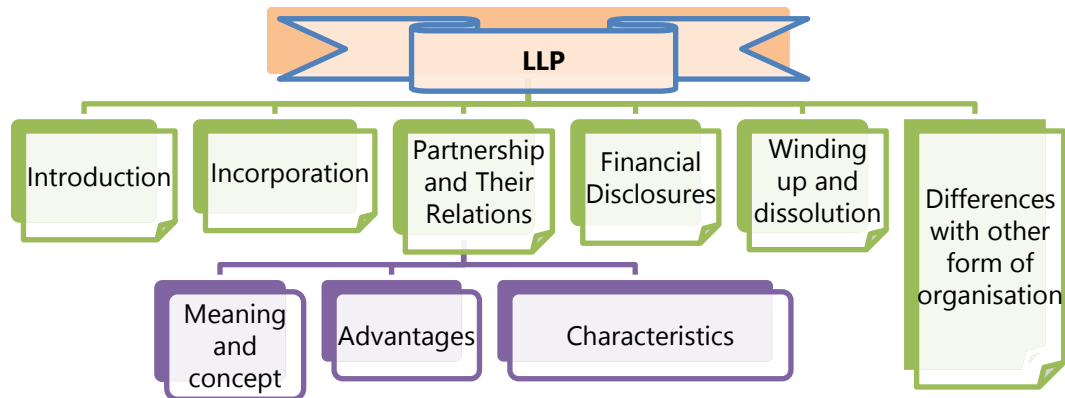 LLP
Introduction
Incorporation
Partnership
and Their
Relations
Financial
Disclosures
Winding
up and
dissolution
Differences
with other
form of
organisation
Meaning
and
concept
Advantages
Characteristics